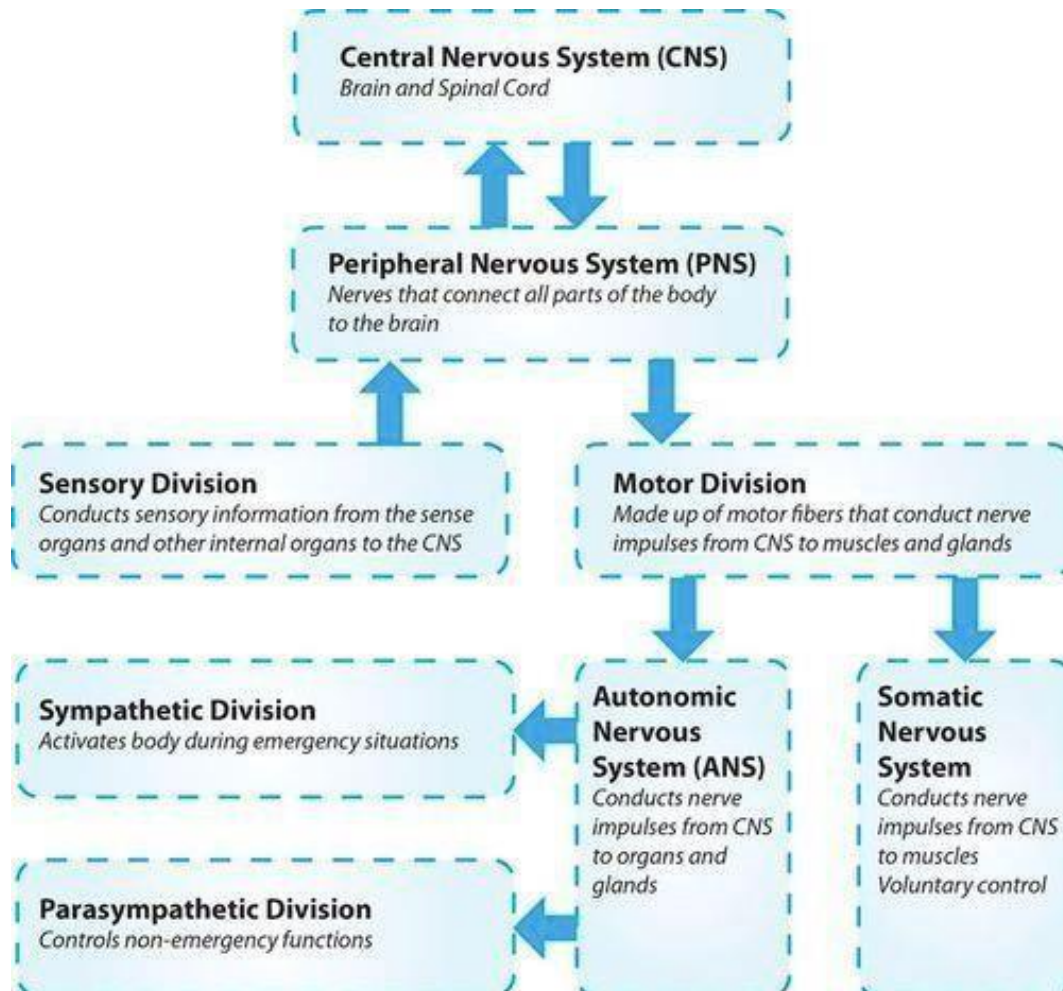 Central Nervous System (CNS)
Brain and Spinal Cord
Peripheral Nervous System (PNS)
Nerves that connect all parts of the body
to the brain
Sensory Division
Conducts sensory information from the sense
organs and other internal organs to the CNS
Motor Division
Made up of motor fibers that conduct nerve
impulses from CNS to muscles and glands
Sympathetic Division
Activates body during emergency situations
Parasympathetic Division
Controls non-emergency functions
Autonomic
Nervous
System (ANS)
Conducts nerve
impulses from CNS
to organs and
glands
Somatic
Nervous
System
Conducts nerve
impulses from CNS
to muscles
Voluntary control